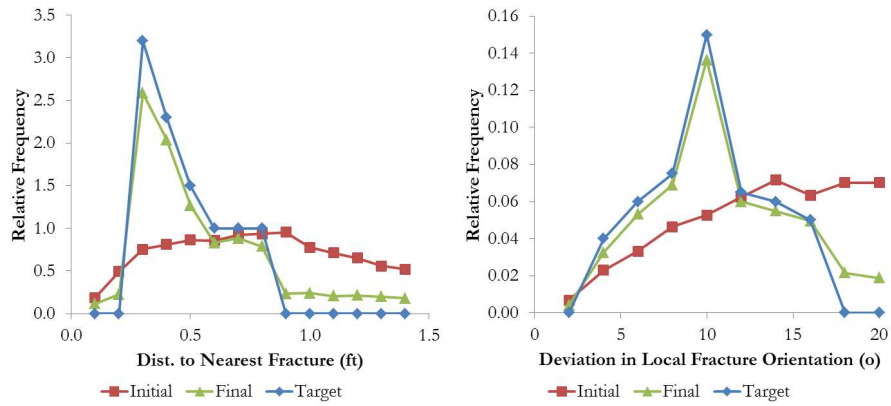 3.5
3.0
2.5
2.0
1.5
1.0
0.5
0.0
Relative Frequency
0.0 0.5 1.0 1.5
Dist. to Nearest Fracture (ft)
Initial Final Target
0.16
0.14
0.12
0.10
0.08
0.06
0.04
0.02
0.00
Relative Frequency
0 5 10 15 20
Deviation in Local Fracture Orientation (o)
Initial Final Target